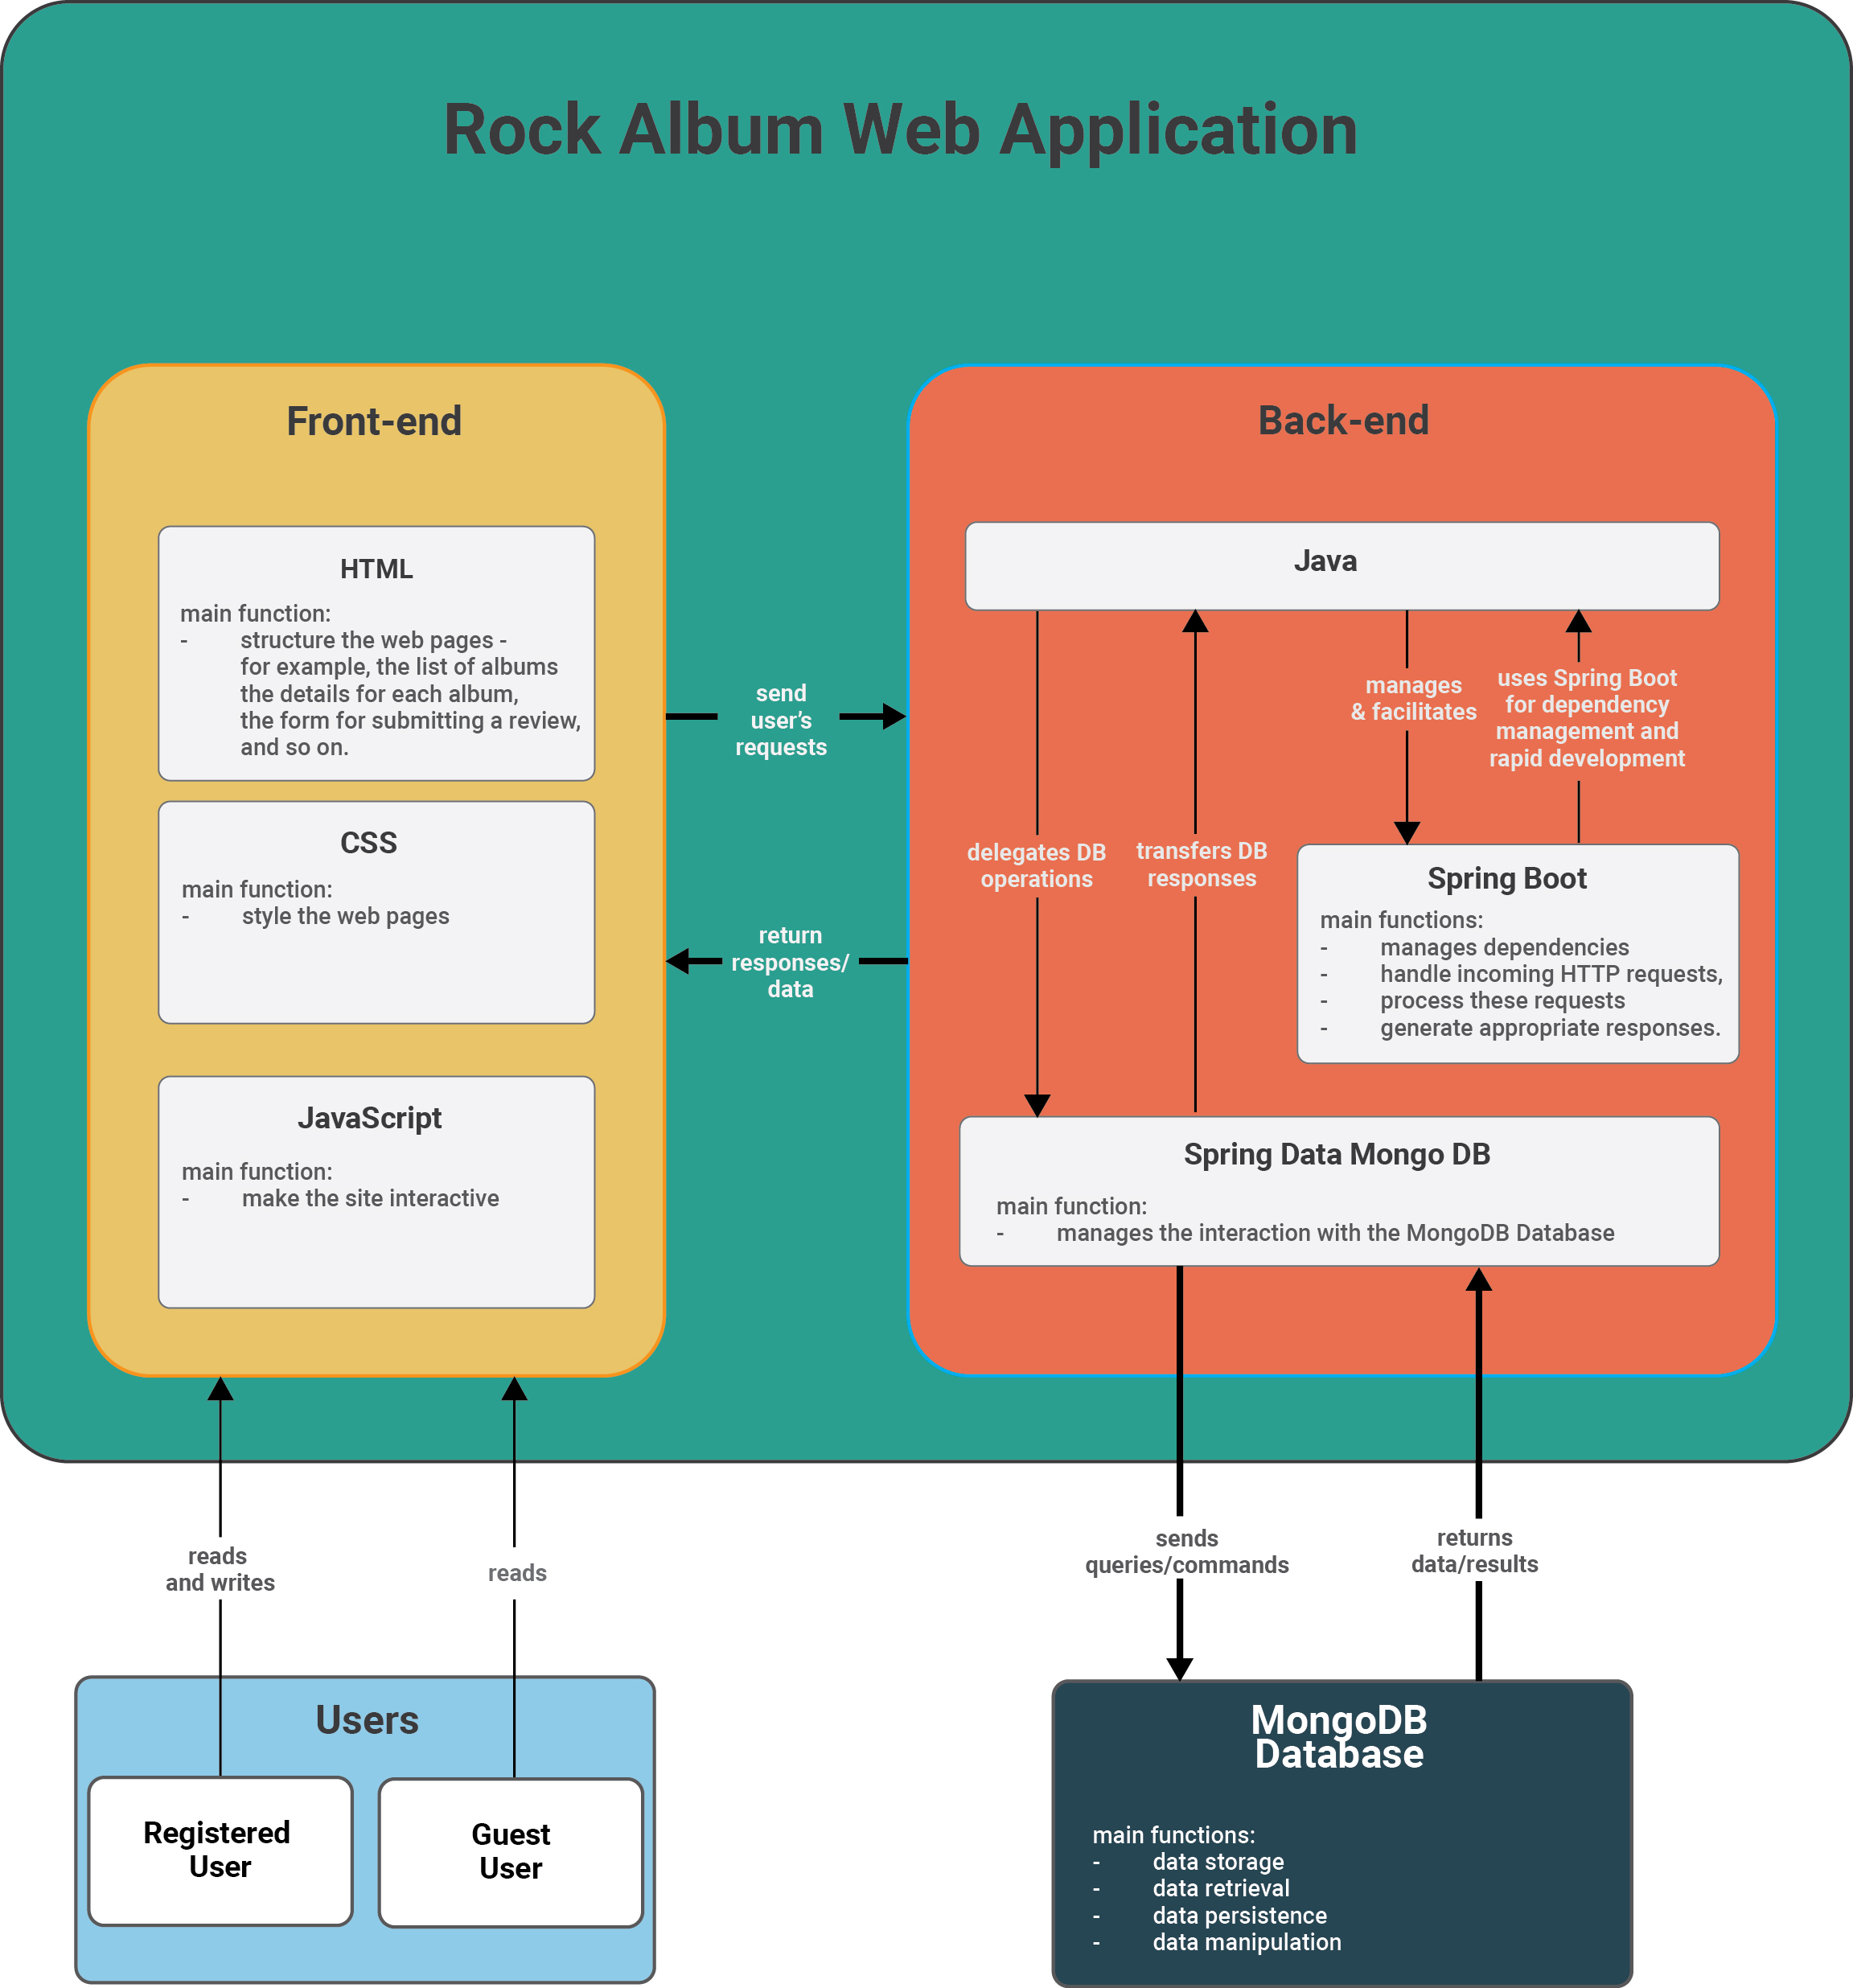 Rock Album Web Application
Front-end
HTML
main function:
- structure the web pages -
for example, the list of albums
the details for each album,
the form for submitting a review,
and so on.
CSS
main function:
- style the web pages
JavaScript
main function:
- make the site interactive
send
user’s
requests
return
responses/
data
Back-end
Java
manages
& facilitates
uses Spring Boot
for dependency
management and
rapid development
delegates DB
operations
transfers DB
responses
Spring Boot
main functions:
- manages dependencies
- handle incoming HTTP requests,
- process these requests
- generate appropriate responses.
Spring Data Mongo DB
main function:
- manages the interaction with the MongoDB Database
reads
and writes
reads
sends
queries/commands
returns
data/results
Users
Registered
User
Guest
User
MongoDB
Database
main functions:
- data storage
- data retrieval
- data persistence
- data manipulation